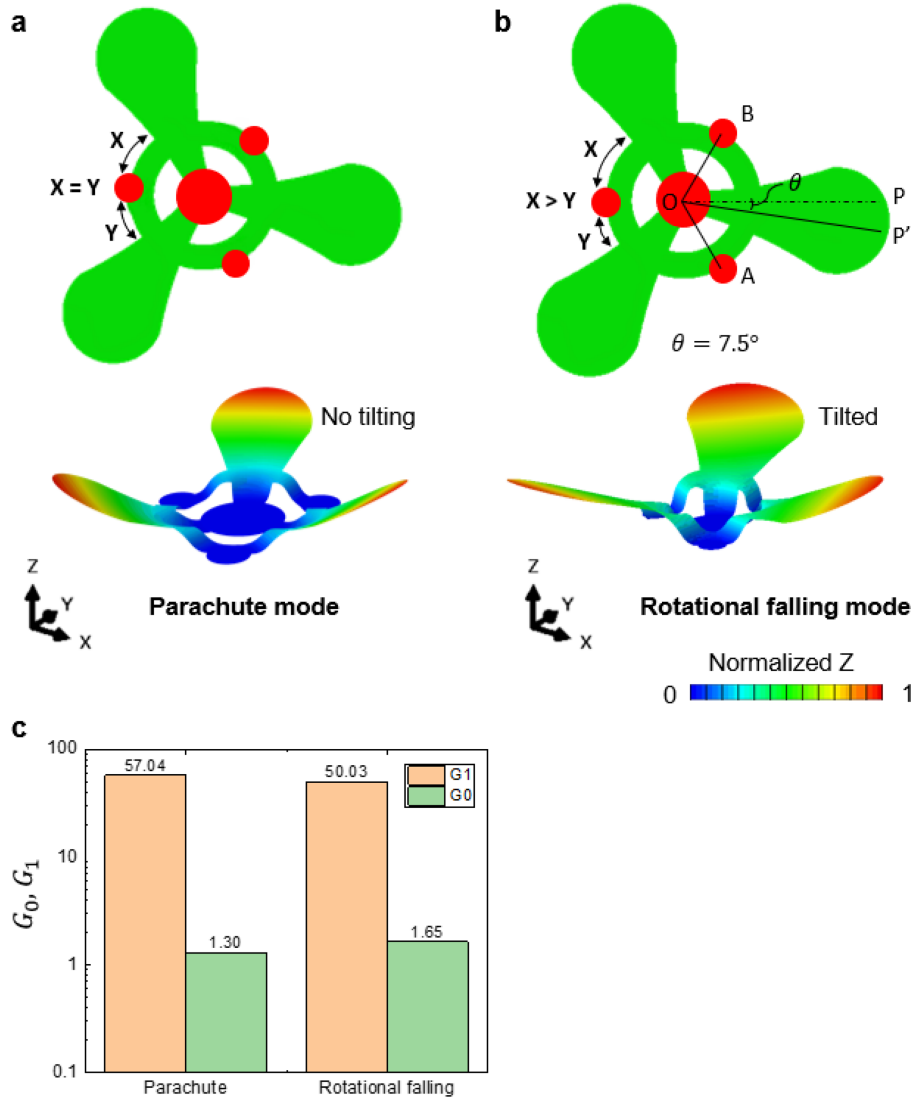 a
X
X = Y
Y
No tilting
Z
Y
X
Parachute mode
b
B
X
θ
X > Y
O
P
Y
P’
A
θ = 7.5°
Tilted
Z
Y
X
Rotational falling mode
Normalized Z
0 1
c
100
57.04
50.03
G1
G0
10
G₀, G₁
1.30
1.65
1
0.1
Parachute Rotational falling